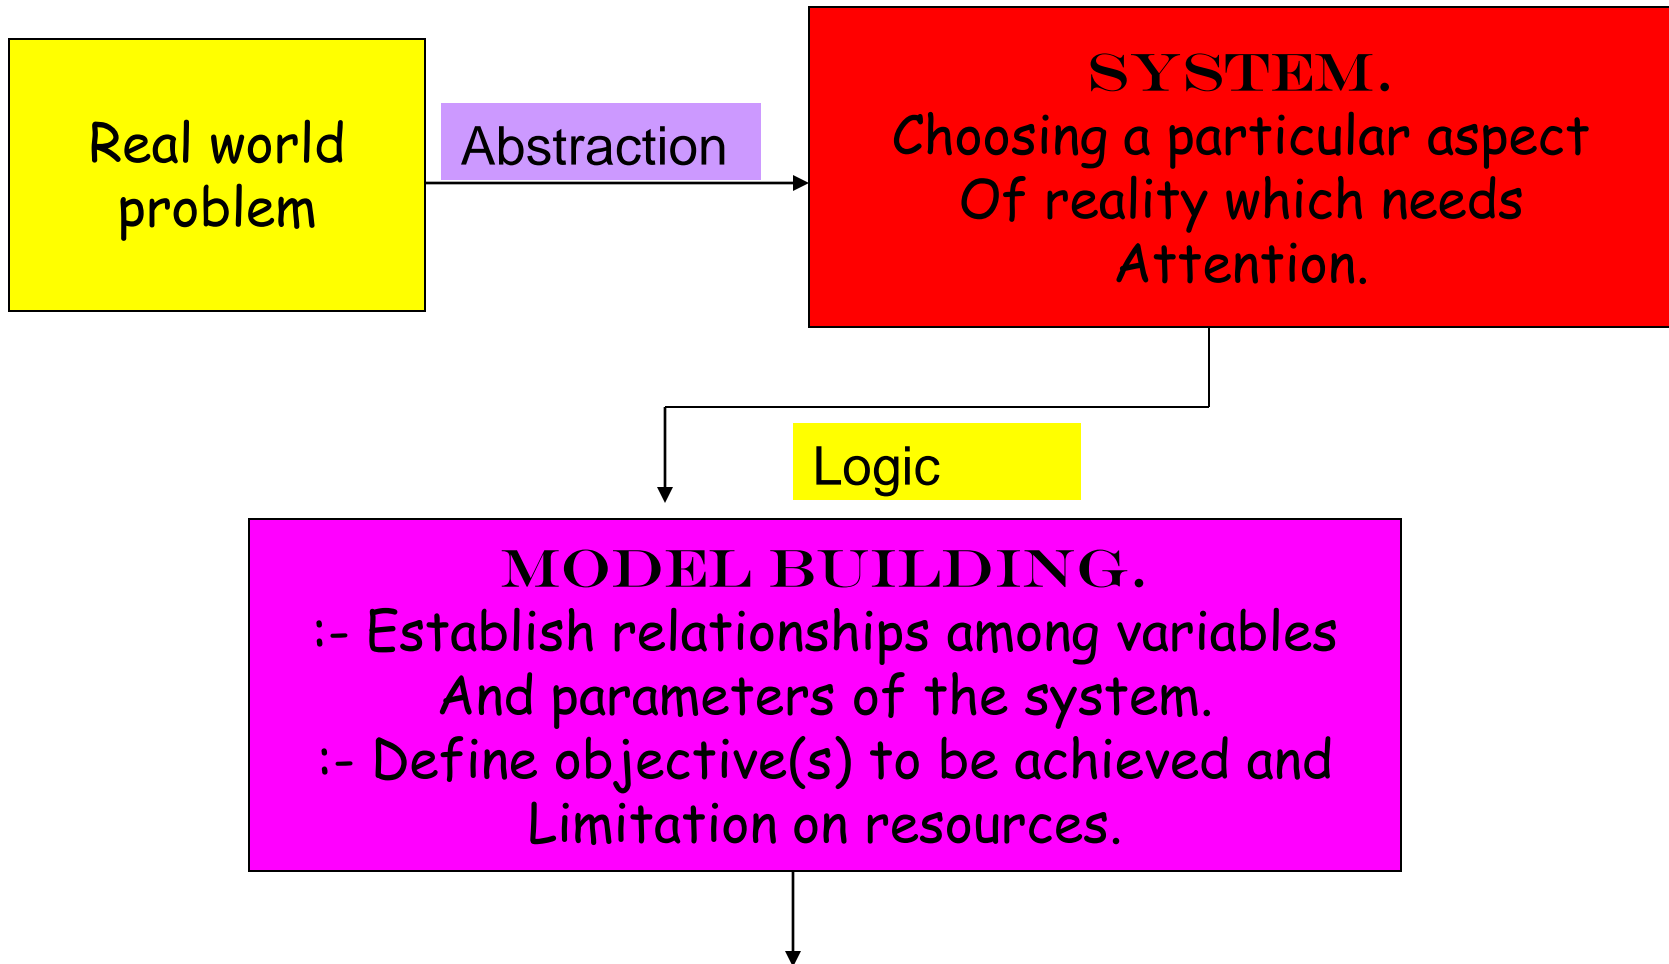 Real world
problem
Abstraction
SYSTEM.
Choosing a particular aspect
Of reality which needs
Attention.
Logic
MODEL BUILDING.
:- Establish relationships among variables
And parameters of the system.
:- Define objective(s) to be achieved and
Limitation on resources.